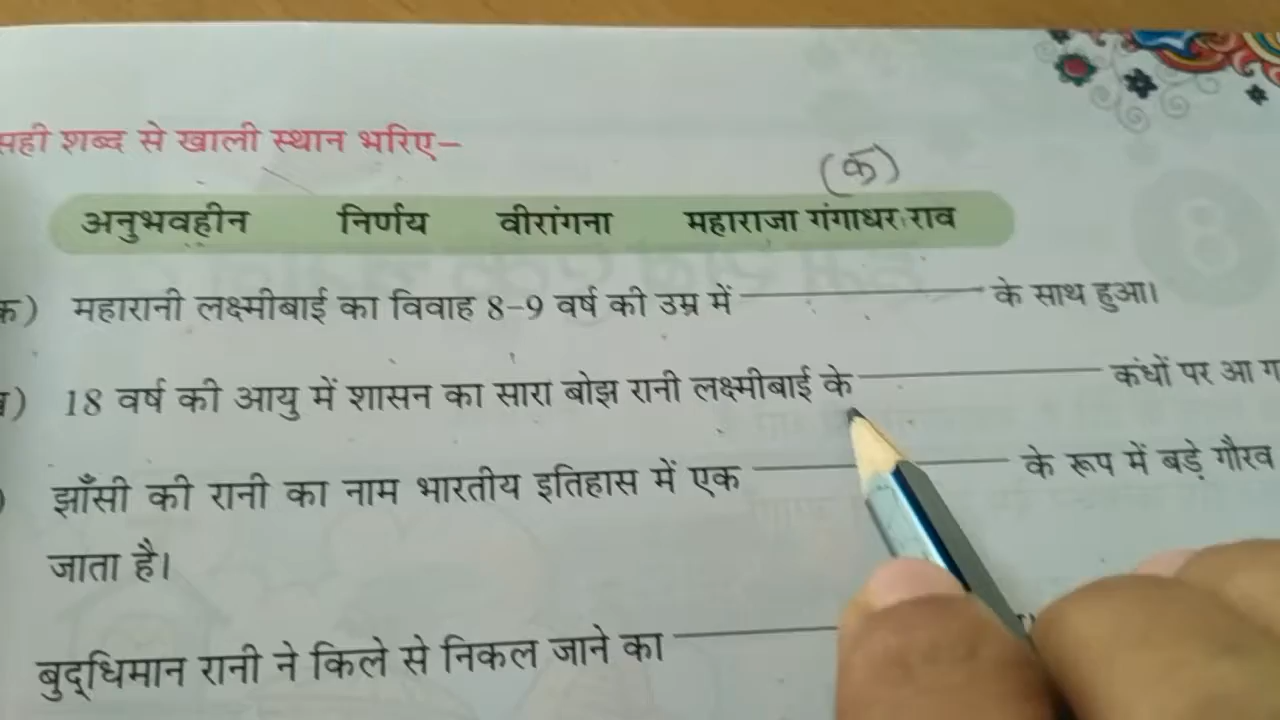 सही शब्द से खाली स्थान भरिए–
(क)
अनुभवहीन निर्णय वीरांगना महाराजा गंगाधर राव
क) महारानी लक्ष्मीबाई का विवाह 8-9 वर्ष की उम्र में ——— के साथ हुआ।
) 18 वर्ष की आयु में शासन का सारा बोझ रानी लक्ष्मीबाई के ——— कंधों पर आ ग
) झाँसी की रानी का नाम भारतीय इतिहास में एक ——— के रूप में बड़े गौरव
जाता है।
बुद्धिमान रानी ने किले से निकल जाने का ———